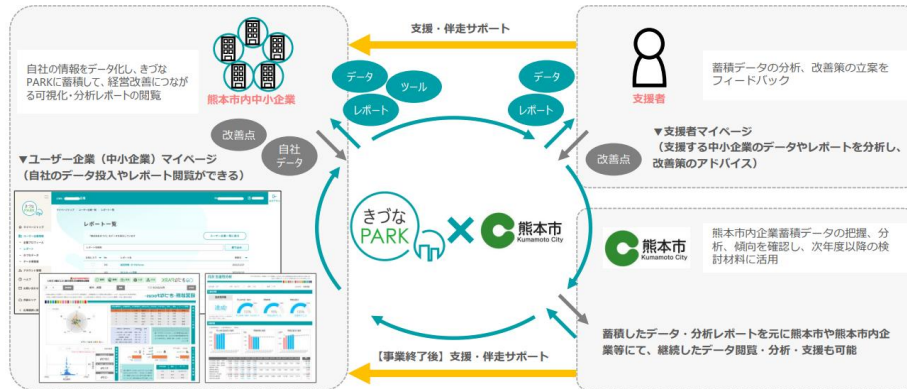 支援・伴走サポート
自社の情報をデータ化し、きづな
PARKに蓄積して、経営改善につなが
る可視化・分析レポートの閲覧
熊本市内中小企業
データ
ツール
レポート
改善点
自社
データ
▼ユーザー企業（中小企業）マイページ
（自社のデータ投入やレポート閲覧ができる）
きづな
PARK
レポート一覧
データ
レポート
改善点
支援者
蓄積データの分析、改善策の立案を
フィードバック
▼支援者マイページ
（支援する中小企業のデータやレポートを分析し、
改善策のアドバイス）
きづな
PARK
×
熊本市
Kumamoto City
熊本市
Kumamoto City
熊本市内企業蓄積データの把握、分
析、傾向を確認し、次年度以降の検
討材料に活用
蓄積したデータ・分析レポートを元に熊本市や熊本市内企
業等にて、継続したデータ閲覧・分析・支援も可能
【事業終了後】支援・伴走サポート